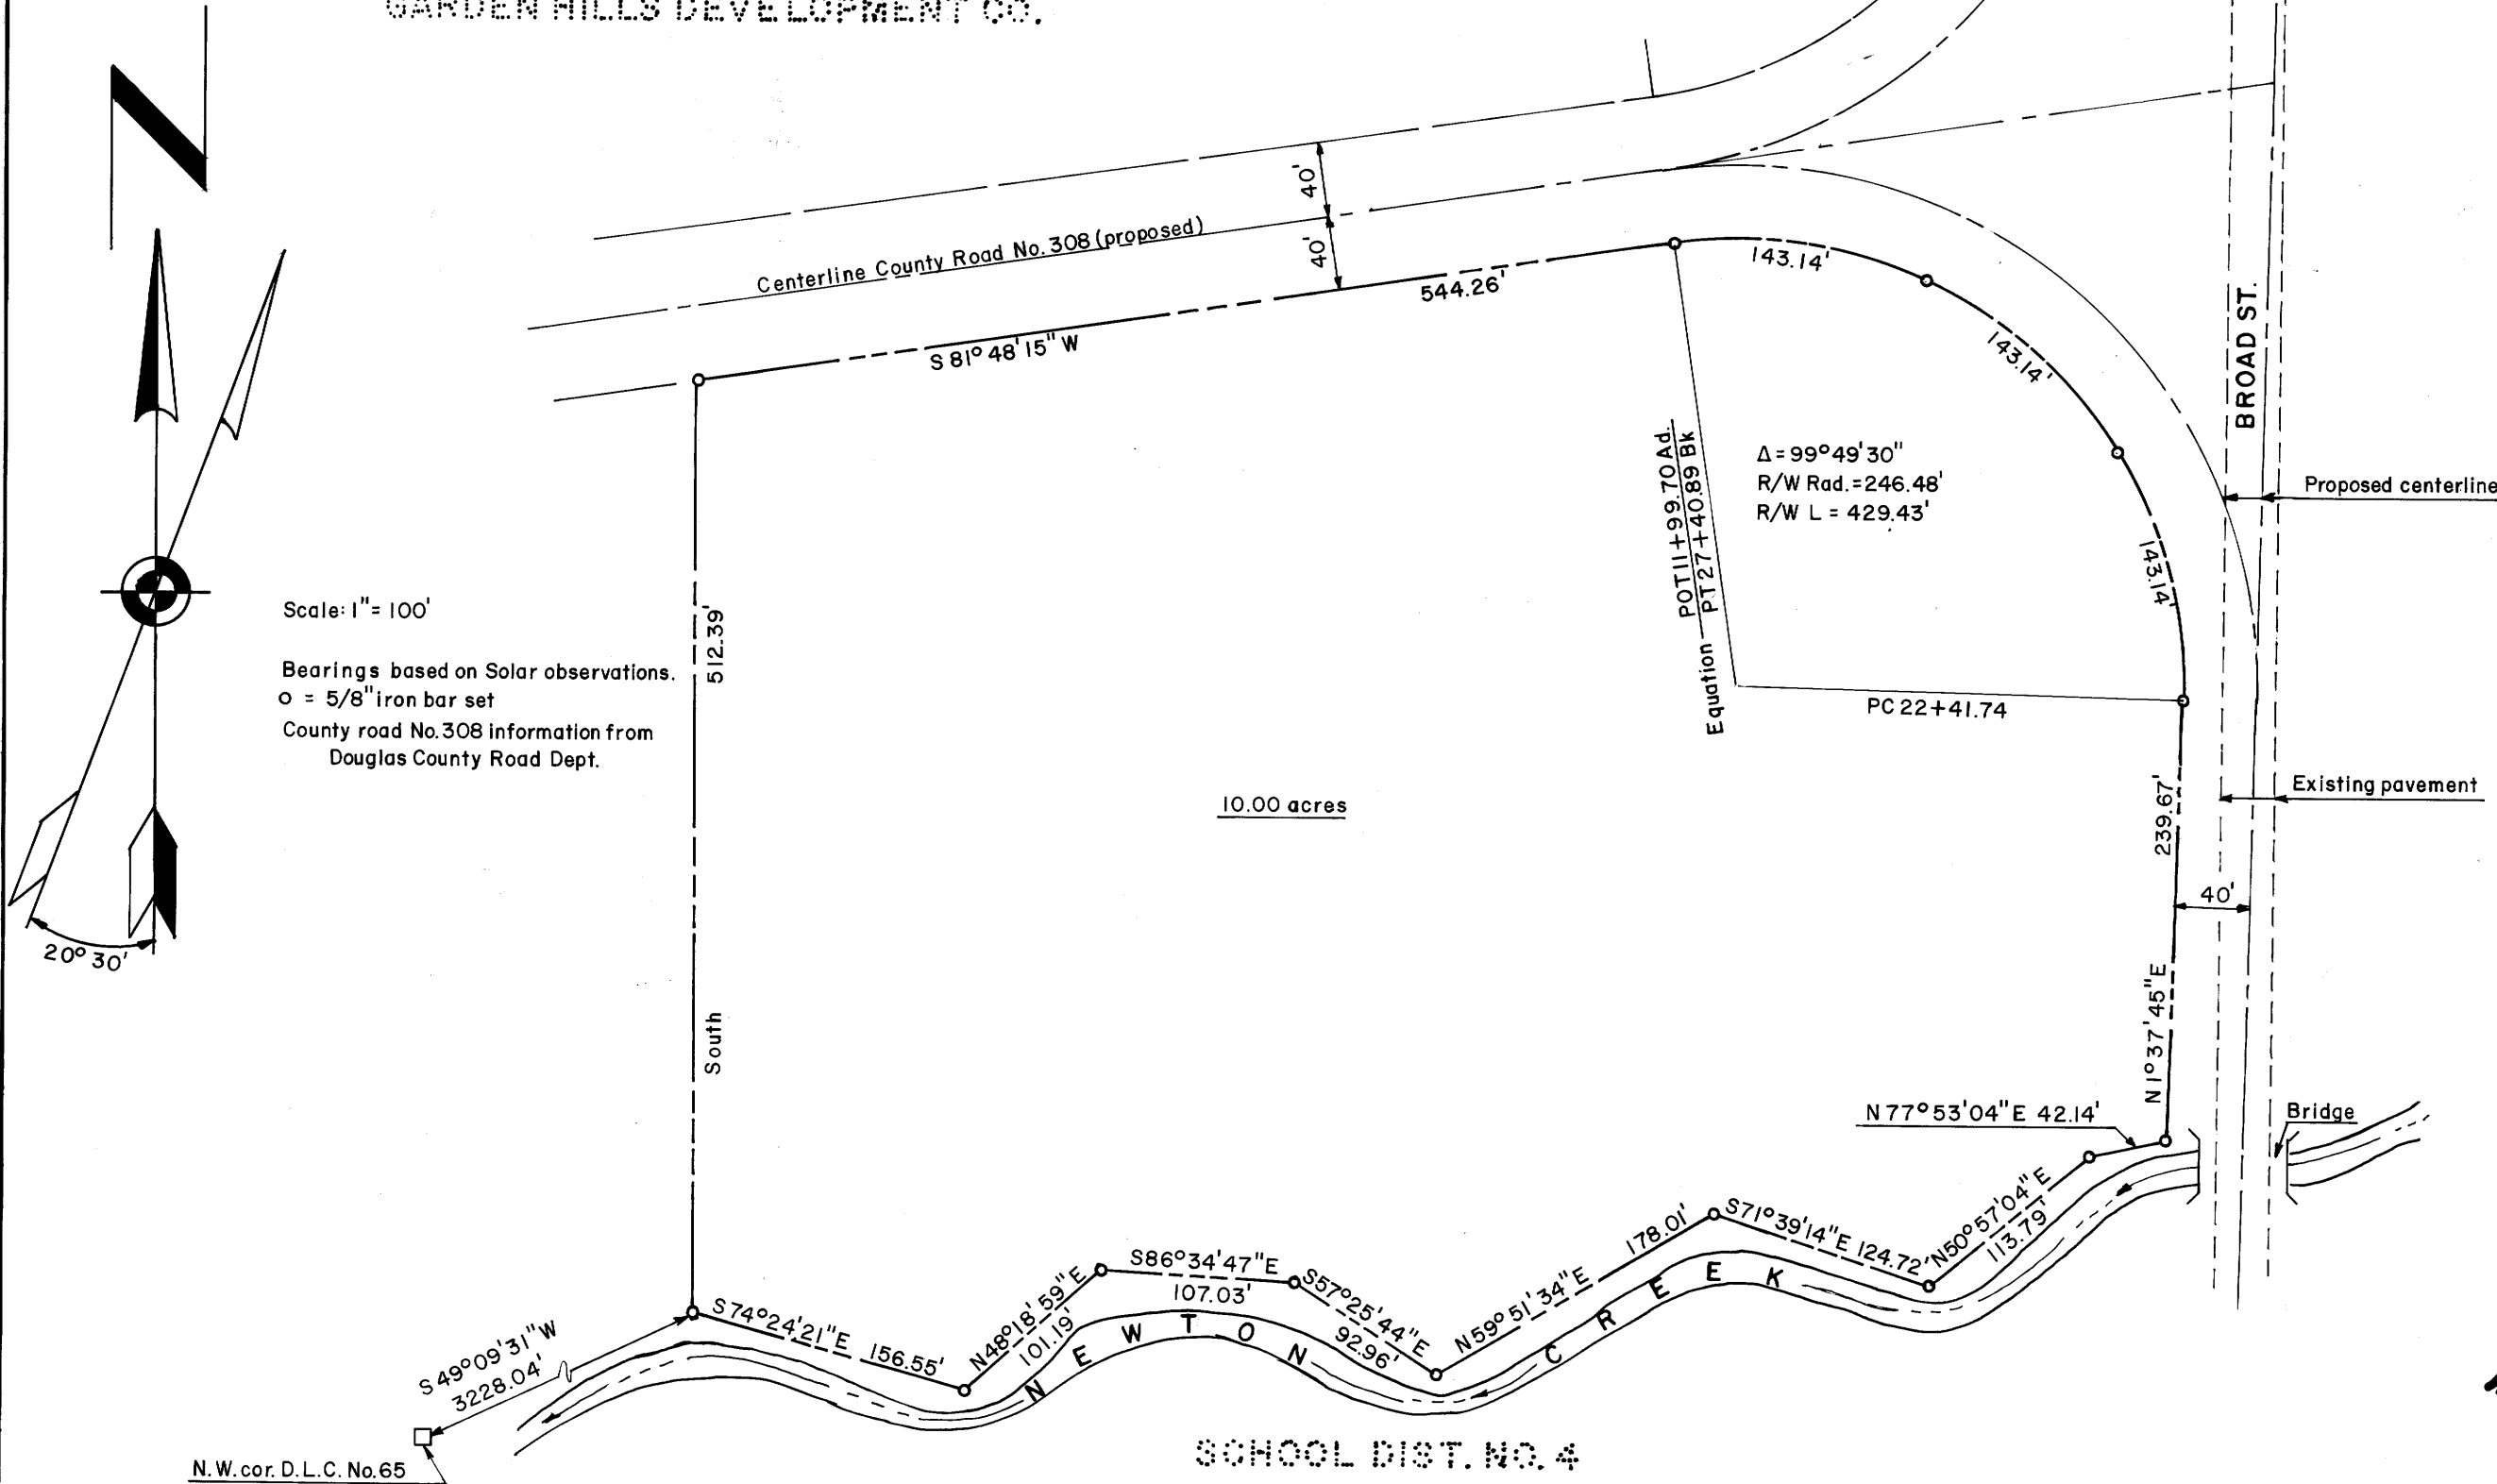 GARDEN HILLS DEVELOPMENT CO.
N
40'
40'
Centerline County Road No. 308 (proposed)
544.26'
S 81° 48' 15" W
143.14'
143.14'
143.14'
BROAD ST.
Δ = 99° 49' 30"
R/W Rad. = 246.48'
R/W L = 429.43'
POT 11+99.70 Ad.
Equation PT 27+40.89 Bk
PC 22+41.74
Proposed centerline
Existing pavement
Scale: 1" = 100'
Bearings based on Solar observations.
o = 5/8" iron bar set
County road No. 308 information from
Douglas County Road Dept.
512.39'
South
10.00 acres
239.67'
40'
N 1° 37' 45" E
20° 30'
N 77° 53' 04" E 42.14'
Bridge
S 74° 24' 21" E 156.55'
N 48° 18' 59" E
101.19'
S 86° 34' 47" E
107.03'
S 57° 25' 44" E
92.96'
N 59° 51' 34" E 178.01'
S 71° 39' 14" E 124.72'
N 50° 57' 04" E
113.79'
NEWTON CREEK
S 49° 09' 31" W
3228.04'
N.W. cor. D.L.C. No. 65
SCHOOL DIST. NO. 4